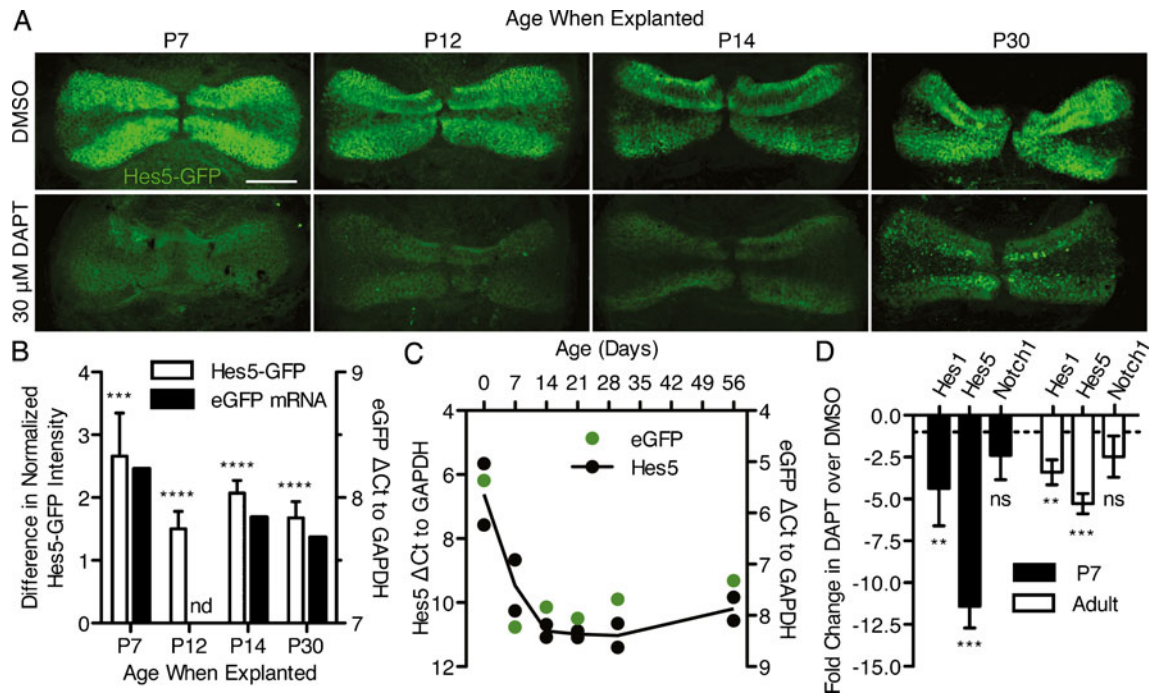 A
Age When Explanted
P7 P12 P14 P30
DMSO
Hes5-GFP
30 μM DAPT
B
Difference in Normalized
Hes5-GFP Intensity
4
3
2
1
0
Hes5-GFP
eGFP mRNA
*** **** **** ****
nd
9
8
7
eGFP ΔCt to GAPDH
P7 P12 P14 P30
Age When Explanted
C
Age (Days)
0 7 14 21 28 35 42 49 56
Hes5 ΔCt to GAPDH
4
6
8
10
12
eGFP
Hes5
4
5
6
7
8
9
eGFP ΔCt to GAPDH
D
Hes1 Hes5 Notch1 Hes1 Hes5 Notch1
Fold Change in DAPT over DMSO
0.0
-2.5
-5.0
-7.5
-10.0
-12.5
-15.0
** *** ns ** *** ns
P7
Adult